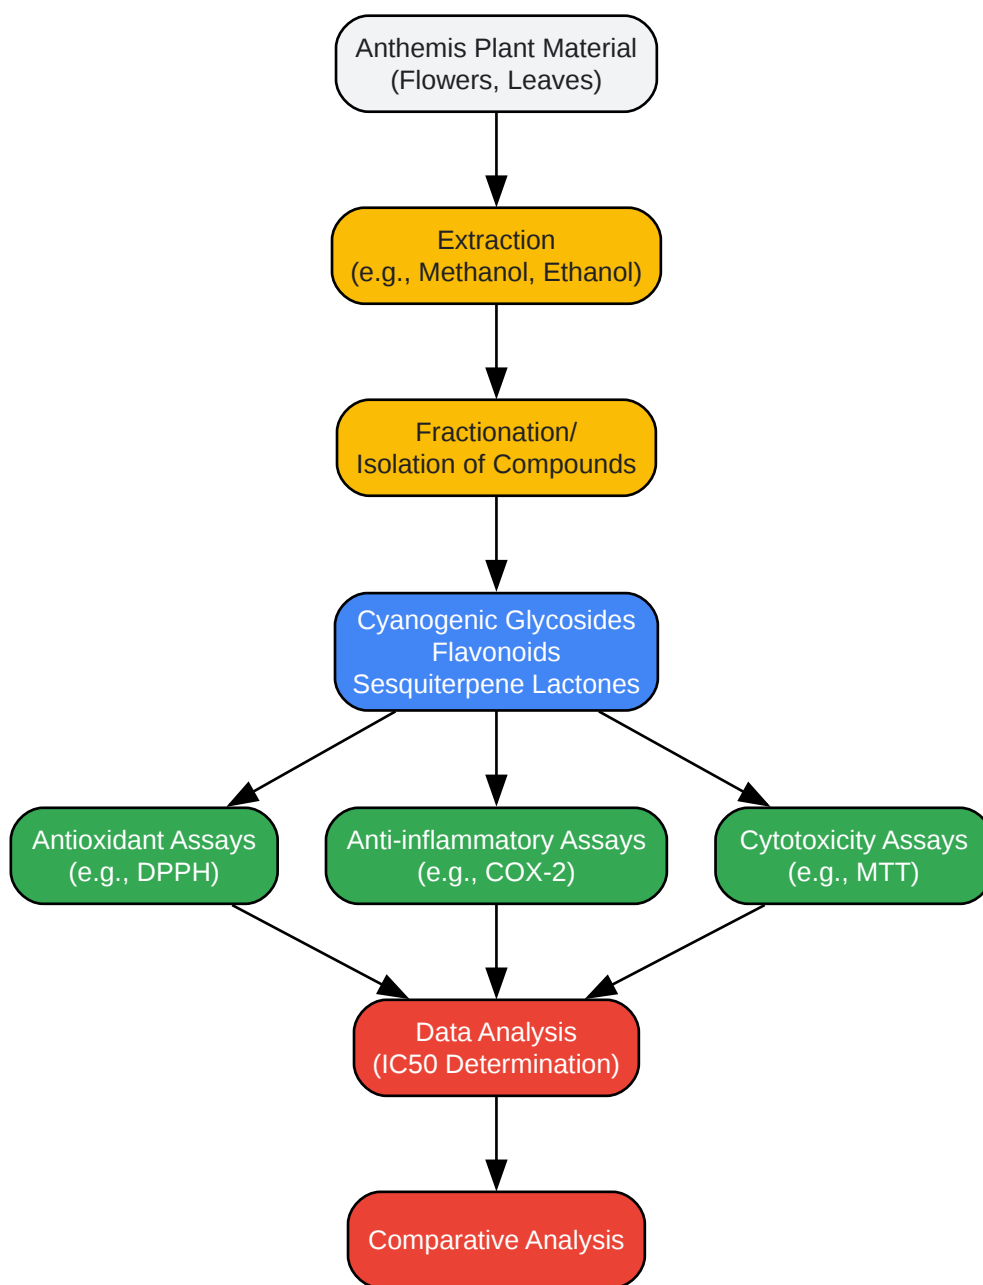 Anthemis Plant Material
(Flowers, Leaves)
Extraction
(e.g., Methanol, Ethanol)
Fractionation/
Isolation of Compounds
Cyanogenic Glycosides
Flavonoids
Sesquiterpene Lactones
Antioxidant Assays
(e.g., DPPH)
Anti-inflammatory Assays
(e.g., COX-2)
Cytotoxicity Assays
(e.g., MTT)
Data Analysis
(IC50 Determination)
Comparative Analysis